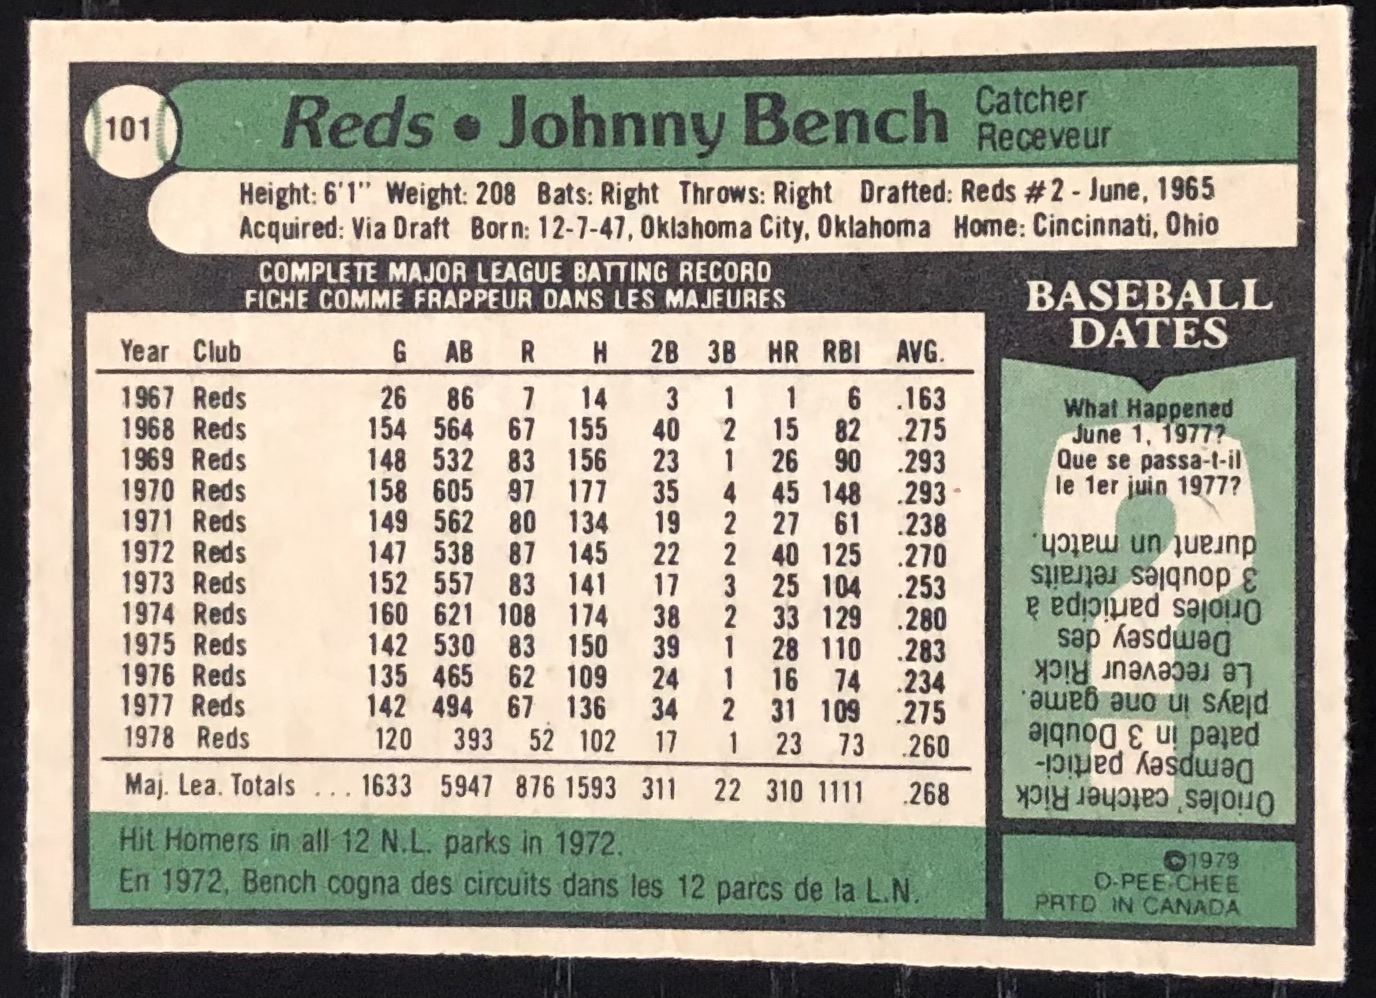 101
Reds • Johnny Bench Catcher
Receveur
Height: 6'1" Weight: 208 Bats: Right Throws: Right Drafted: Reds #2 - June, 1965
Acquired: Via Draft Born: 12-7-47, Oklahoma City, Oklahoma Home: Cincinnati, Ohio
COMPLETE MAJOR LEAGUE BATTING RECORD
FICHE COMME FRAPPEUR DANS LES MAJEURES
Year Club G AB R H 2B 3B HR RBI AVG.
1967 Reds 26 86 7 14 3 1 1 6 .163
1968 Reds 154 564 67 155 40 2 15 82 .275
1969 Reds 148 532 83 156 23 1 26 90 .293
1970 Reds 158 605 97 177 35 4 45 148 .293
1971 Reds 149 562 80 134 19 2 27 61 .238
1972 Reds 147 538 87 145 22 2 40 125 .270
1973 Reds 152 557 83 141 17 3 25 104 .253
1974 Reds 160 621 108 174 38 2 33 129 .280
1975 Reds 142 530 83 150 39 1 28 110 .283
1976 Reds 135 465 62 109 24 1 16 74 .234
1977 Reds 142 494 67 136 34 2 31 109 .275
1978 Reds 120 393 52 102 17 1 23 73 .260
Maj. Lea. Totals ... 1633 5947 876 1593 311 22 310 1111 .268
Hit Homers in all 12 N.L. parks in 1972.
En 1972, Bench cogna des circuits dans les 12 parcs de la L.N.
BASEBALL
DATES
What Happened
June 1, 1977?
Que se passa-t-il
le 1er juin 1977?
Orioles' catcher Rick
Dempsey partici-
pated in 3 Double
plays in one game.
Le receveur Rick
Dempsey des
Orioles participa à
3 doubles retraits
durant un match.
©1979
O-PEE-CHEE
PRTD IN CANADA